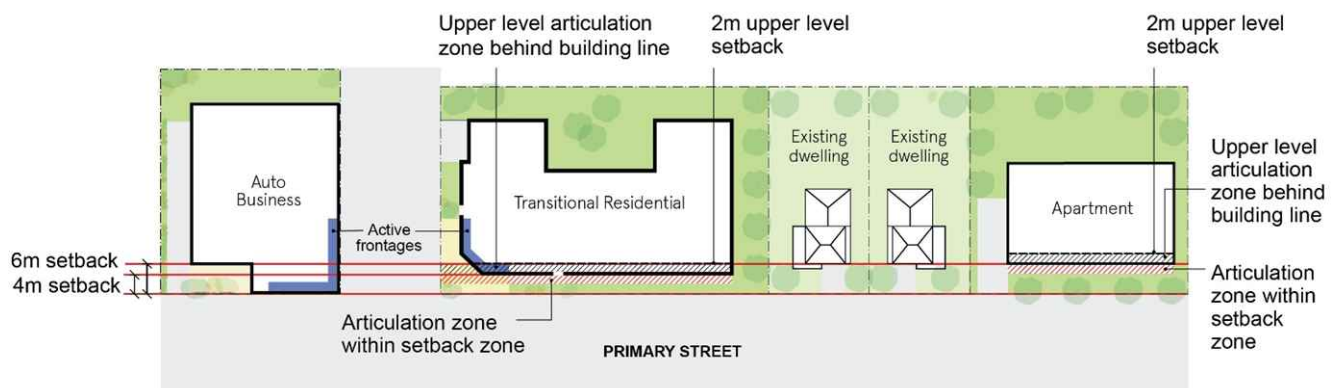 Upper level articulation
zone behind building line
2m upper level
setback
2m upper level
setback
Existing
dwelling
Existing
dwelling
Upper level
articulation
zone behind
building line
Auto
Business
Transitional Residential
Apartment
Active
frontages
6m setback
4m setback
Articulation zone
within setback zone
Articulation
zone within
setback
zone
PRIMARY STREET